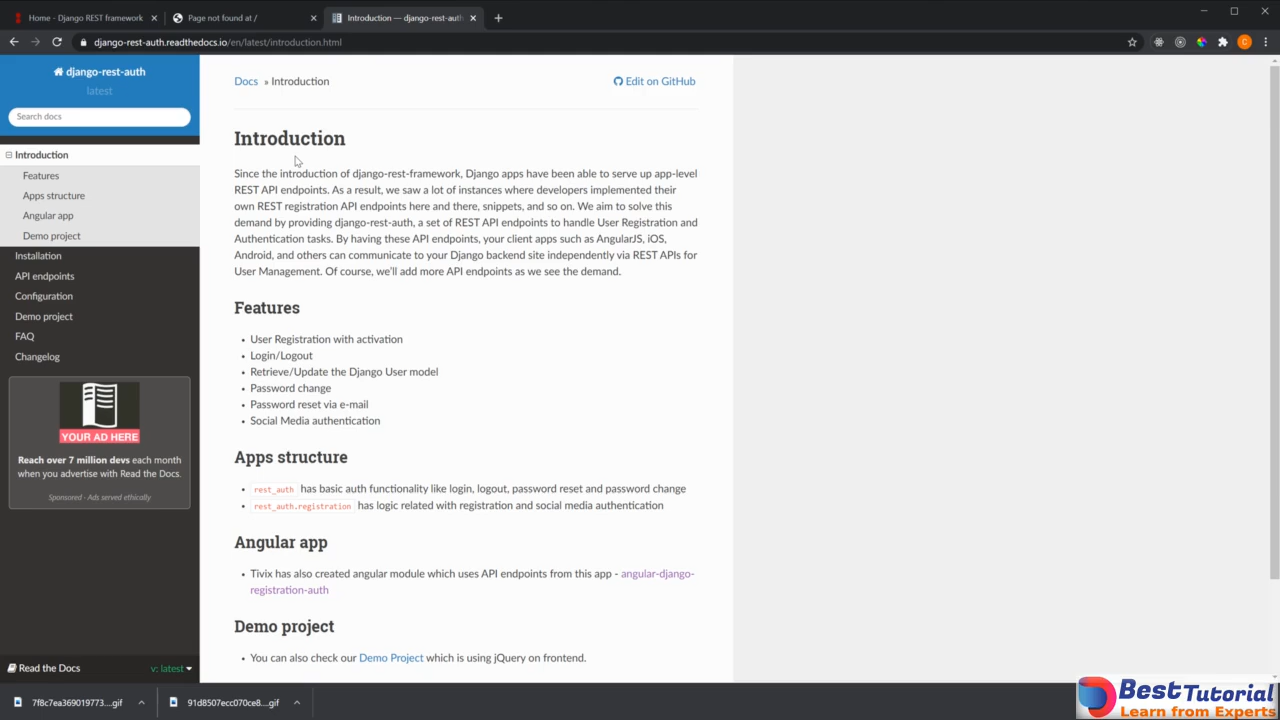 Home - Django REST framework
Page not found at /
Introduction — django-rest-auth
django-rest-auth.readthedocs.io/en/latest/introduction.html
C
django-rest-auth
latest
Search docs
Introduction
Features
Apps structure
Angular app
Demo project
Installation
API endpoints
Configuration
Demo project
FAQ
Changelog
YOUR AD HERE
Reach over 7 million devs each month
when you advertise with Read the Docs.
Sponsored · Ads served ethically
Read the Docs
v: latest
Docs » Introduction
Edit on GitHub
Introduction
Since the introduction of django-rest-framework, Django apps have been able to serve up app-level
REST API endpoints. As a result, we saw a lot of instances where developers implemented their
own REST registration API endpoints here and there, snippets, and so on. We aim to solve this
demand by providing django-rest-auth, a set of REST API endpoints to handle User Registration and
Authentication tasks. By having these API endpoints, your client apps such as AngularJS, iOS,
Android, and others can communicate to your Django backend site independently via REST APIs for
User Management. Of course, we'll add more API endpoints as we see the demand.
Features
• User Registration with activation
• Login/Logout
• Retrieve/Update the Django User model
• Password change
• Password reset via e-mail
• Social Media authentication
Apps structure
• rest_auth has basic auth functionality like login, logout, password reset and password change
• rest_auth.registration has logic related with registration and social media authentication
Angular app
• Tivix has also created angular module which uses API endpoints from this app - angular-django-
registration-auth
Demo project
• You can also check our Demo Project which is using jQuery on frontend.
7f8c7ea369019773....gif
91d8507ecc070ce8....gif
BestTutorial
Learn from Experts